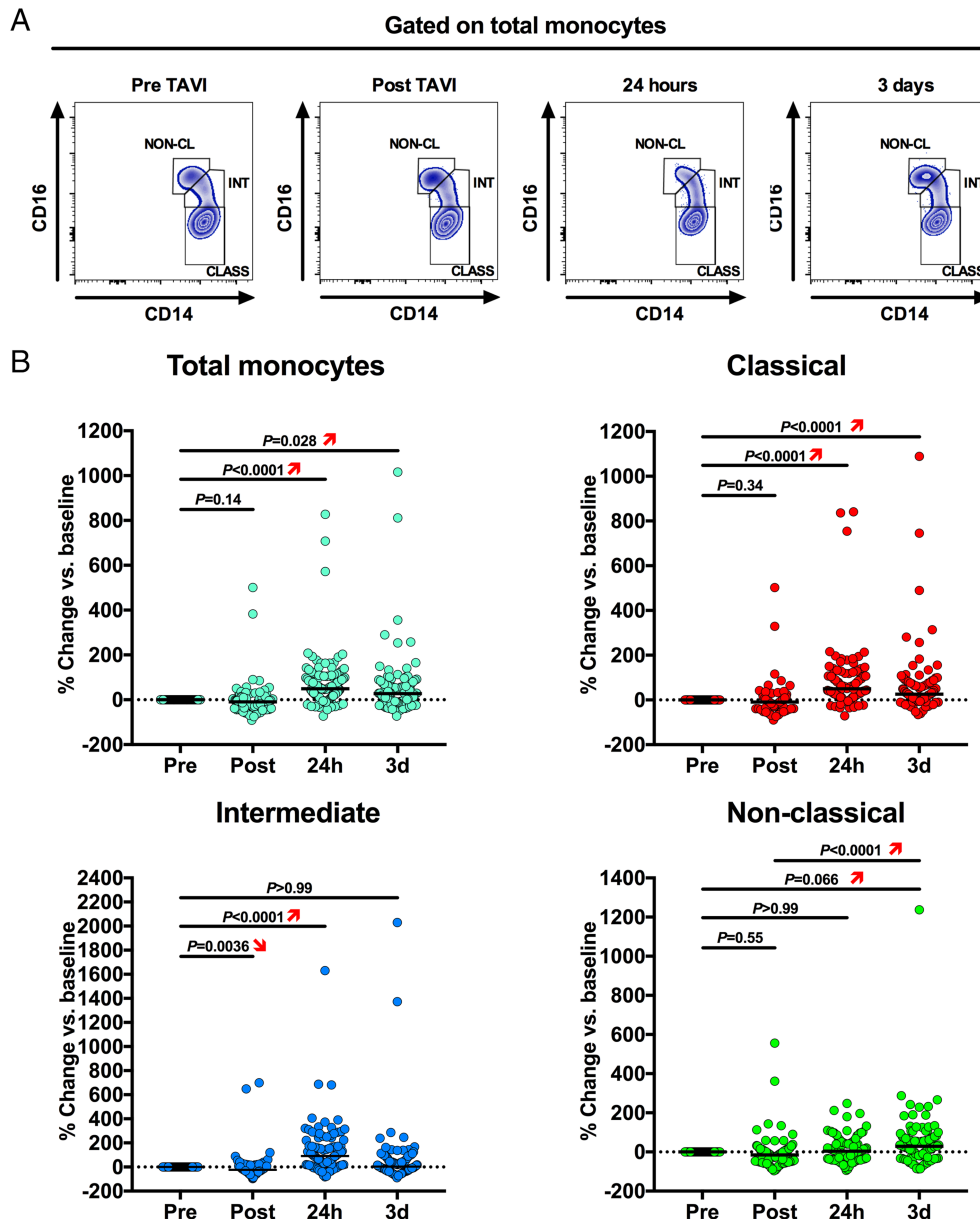 A
Gated on total monocytes
Pre TAVI
Post TAVI
24 hours
3 days
CD16
NON-CL
INT
CLASS
CD14
CD16
NON-CL
INT
CLASS
CD14
CD16
NON-CL
INT
CLASS
CD14
CD16
NON-CL
INT
CLASS
CD14
B
Total monocytes
% Change vs. baseline
1200
1000
800
600
400
200
0
-200
P=0.028
P<0.0001
P=0.14
Pre Post 24h 3d
Classical
% Change vs. baseline
1200
1000
800
600
400
200
0
-200
P<0.0001
P<0.0001
P=0.34
Pre Post 24h 3d
Intermediate
% Change vs. baseline
2400
2200
2000
1800
1600
1400
1200
1000
800
600
400
200
0
-200
P>0.99
P<0.0001
P=0.0036
Pre Post 24h 3d
Non-classical
% Change vs. baseline
1400
1200
1000
800
600
400
200
0
-200
P<0.0001
P=0.066
P>0.99
P=0.55
Pre Post 24h 3d